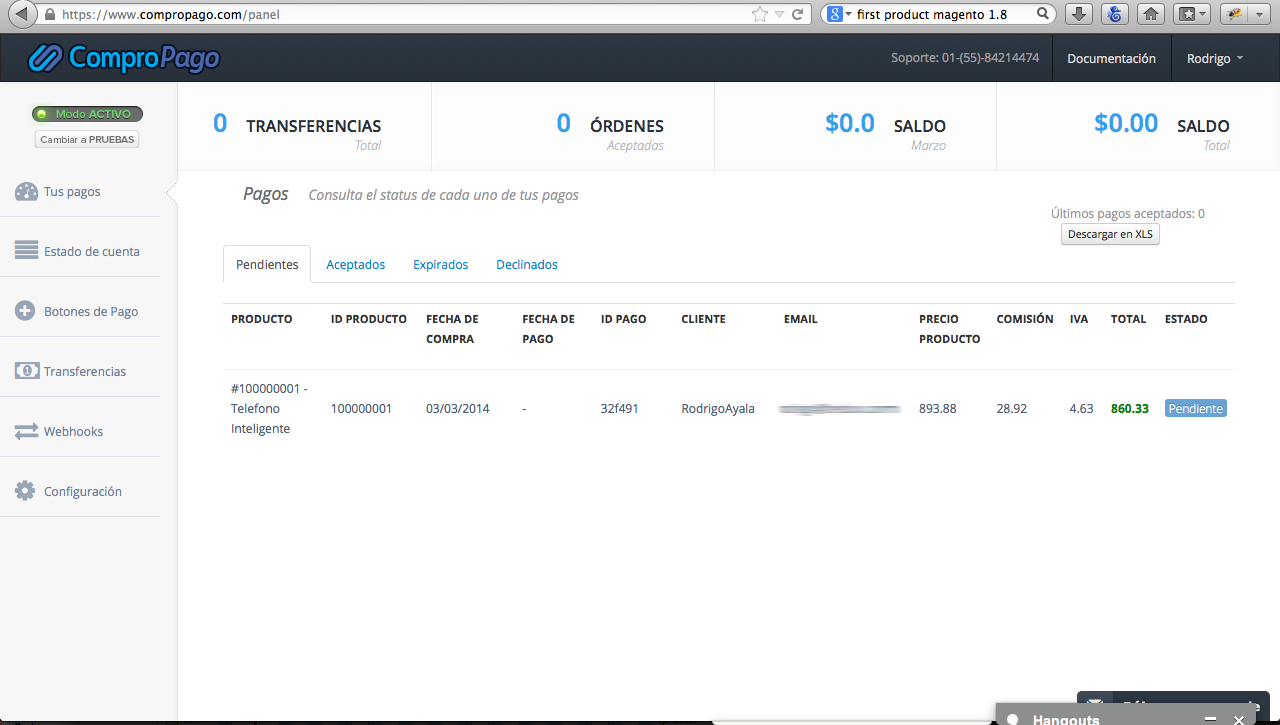 https://www.compropago.com/panel
first product magento 1.8
ComproPago
Soporte: 01-(55)-84214474
Documentación
Rodrigo
Modo ACTIVO
Cambiar a PRUEBAS
0 TRANSFERENCIAS
Total
0 ÓRDENES
Aceptadas
$0.0 SALDO
Marzo
$0.00 SALDO
Total
Tus pagos
Estado de cuenta
Botones de Pago
Transferencias
Webhooks
Configuración
Pagos Consulta el status de cada uno de tus pagos
Últimos pagos aceptados: 0
Descargar en XLS
Pendientes Aceptados Expirados Declinados
PRODUCTO ID PRODUCTO FECHA DE COMPRA FECHA DE PAGO ID PAGO CLIENTE EMAIL PRECIO PRODUCTO COMISIÓN IVA TOTAL ESTADO
#100000001 -
Telefono
Inteligente
100000001 03/03/2014 - 32f491 RodrigoAyala 893.88 28.92 4.63 860.33 Pendiente
Hangouts